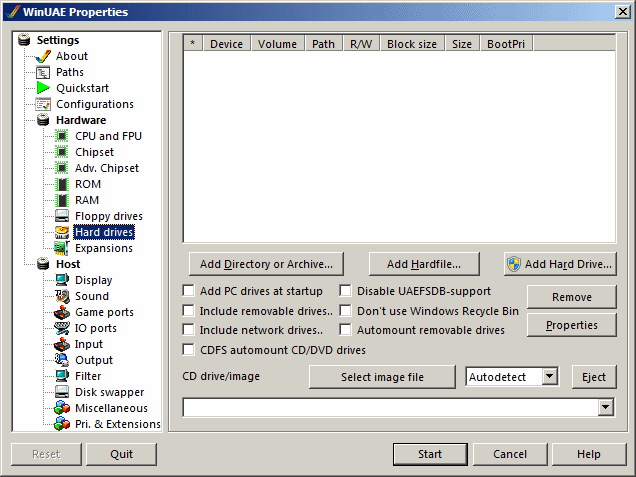 WinUAE Properties
Settings
About
Paths
Quickstart
Configurations
Hardware
CPU and FPU
Chipset
Adv. Chipset
ROM
RAM
Floppy drives
Hard drives
Expansions
Host
Display
Sound
Game ports
IO ports
Input
Output
Filter
Disk swapper
Miscellaneous
Pri. & Extensions
* Device Volume Path R/W Block size Size BootPri
Add Directory or Archive... Add Hardfile... Add Hard Drive...
Add PC drives at startup Disable UAEFSDB-support Remove
Include removable drives.. Don't use Windows Recycle Bin
Include network drives.. Automount removable drives Properties
CDFS automount CD/DVD drives
CD drive/image Select image file Autodetect Eject
Reset Quit Start Cancel Help